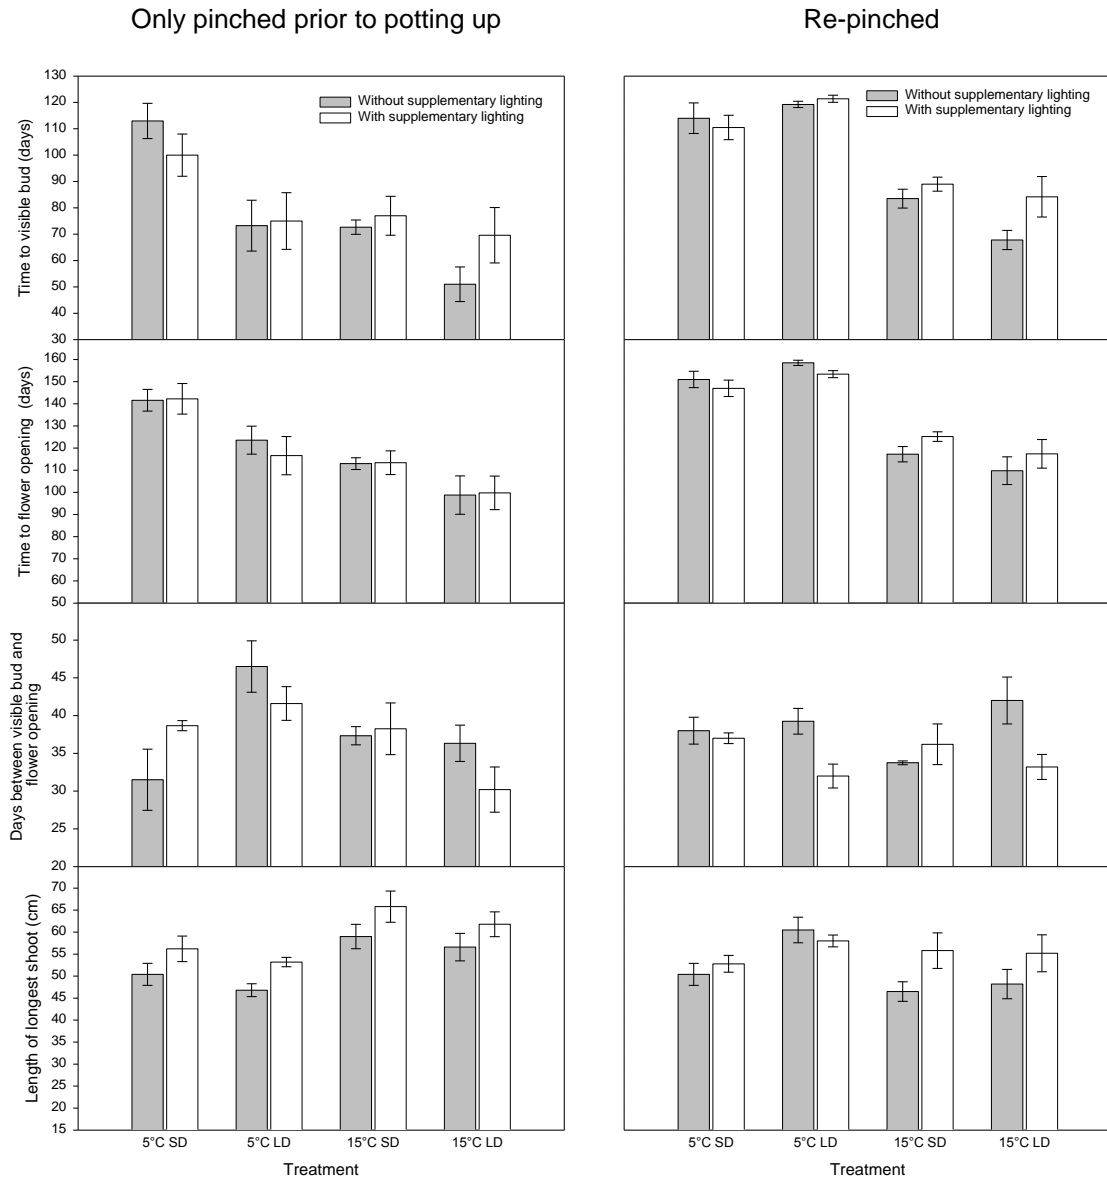 Only pinched prior to potting up
Re-pinched
Time to visible bud (days)
130
120
110
100
90
80
70
60
50
40
30
Without supplementary lighting
With supplementary lighting
Without supplementary lighting
With supplementary lighting
Time to flower opening (days)
160
150
140
130
120
110
100
90
80
70
60
50
Days between visible bud and
flower opening
50
45
40
35
30
25
20
Length of longest shoot (cm)
70
65
60
55
50
45
40
35
30
25
20
15
5°C SD 5°C LD 15°C SD 15°C LD
Treatment
5°C SD 5°C LD 15°C SD 15°C LD
Treatment